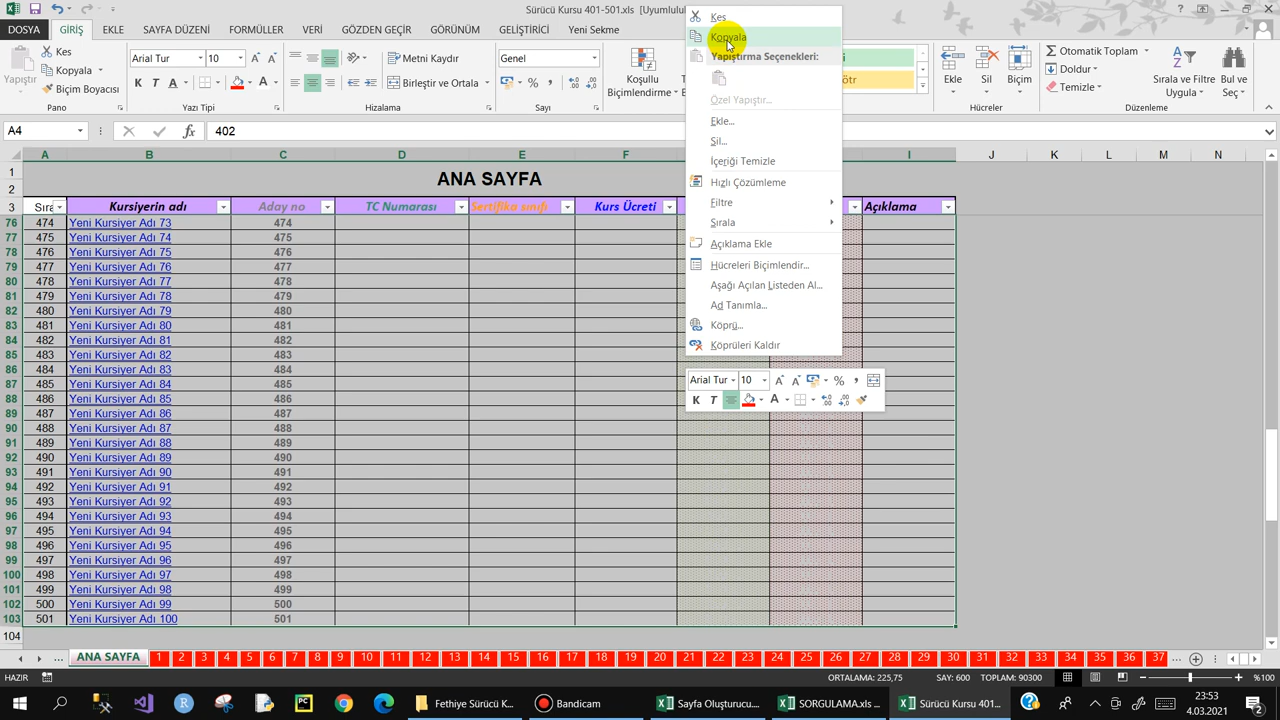 Sürücü Kursu 401-501.xls [Uyumlulu
DOSYA GİRİŞ EKLE SAYFA DÜZENİ FORMÜLLER VERİ GÖZDEN GEÇİR GÖRÜNÜM GELİŞTİRİCİ Yeni Sekme
Yapıştır
Kes
Kopyala
Biçim Boyacısı
Pano
Arial Tur 10
K T A
Yazı Tipi
Metni Kaydır
Birleştir ve Ortala
Hizalama
Genel
Sayı
Koşullu
Biçimlendirme
Ekle Sil Biçim
Hücreler
Otomatik Toplam
Doldur
Temizle
Sırala ve Filtre
Uygula
Bul ve
Seç
Düzenleme
A4 fx 402
Kes
Kopyala
Yapıştırma Seçenekleri:
Özel Yapıştır...
Ekle...
Sil...
İçeriği Temizle
Hızlı Çözümleme
Filtre
Sırala
Açıklama Ekle
Hücreleri Biçimlendir...
Aşağı Açılan Listeden Al...
Ad Tanımla...
Köprü...
Köprüleri Kaldır
Arial Tur 10 %
K T A
A B C D E F I J K L M N
1
2
ANA SAYFA
3 Sıra Kursiyerin adı Aday no TC Numarası Sertifika sınıfı Kurs Ücreti Açıklama
76 474 Yeni Kursiyer Adı 73 474
77 475 Yeni Kursiyer Adı 74 475
78 476 Yeni Kursiyer Adı 75 476
79 477 Yeni Kursiyer Adı 76 477
80 478 Yeni Kursiyer Adı 77 478
81 479 Yeni Kursiyer Adı 78 479
82 480 Yeni Kursiyer Adı 79 480
83 481 Yeni Kursiyer Adı 80 481
84 482 Yeni Kursiyer Adı 81 482
85 483 Yeni Kursiyer Adı 82 483
86 484 Yeni Kursiyer Adı 83 484
87 485 Yeni Kursiyer Adı 84 485
88 486 Yeni Kursiyer Adı 85 486
89 487 Yeni Kursiyer Adı 86 487
90 488 Yeni Kursiyer Adı 87 488
91 489 Yeni Kursiyer Adı 88 489
92 490 Yeni Kursiyer Adı 89 490
93 491 Yeni Kursiyer Adı 90 491
94 492 Yeni Kursiyer Adı 91 492
95 493 Yeni Kursiyer Adı 92 493
96 494 Yeni Kursiyer Adı 93 494
97 495 Yeni Kursiyer Adı 94 495
98 496 Yeni Kursiyer Adı 95 496
99 497 Yeni Kursiyer Adı 96 497
100 498 Yeni Kursiyer Adı 97 498
101 499 Yeni Kursiyer Adı 98 499
102 500 Yeni Kursiyer Adı 99 500
103 501 Yeni Kursiyer Adı 100 501
104
... ANA SAYFA 1 2 3 4 5 6 7 8 9 10 11 12 13 14 15 16 17 18 19 20 21 22 23 24 25 26 27 28 29 30 31 32 33 34 35 36 37 ...
HAZIR ORTALAMA: 225,75 SAY: 600 TOPLAM: 90300 %100
Fethiye Sürücü K... Bandicam Sayfa Oluşturucu.... SORGULAMA.xls ... Sürücü Kursu 401... 23:53
4.03.2021
2